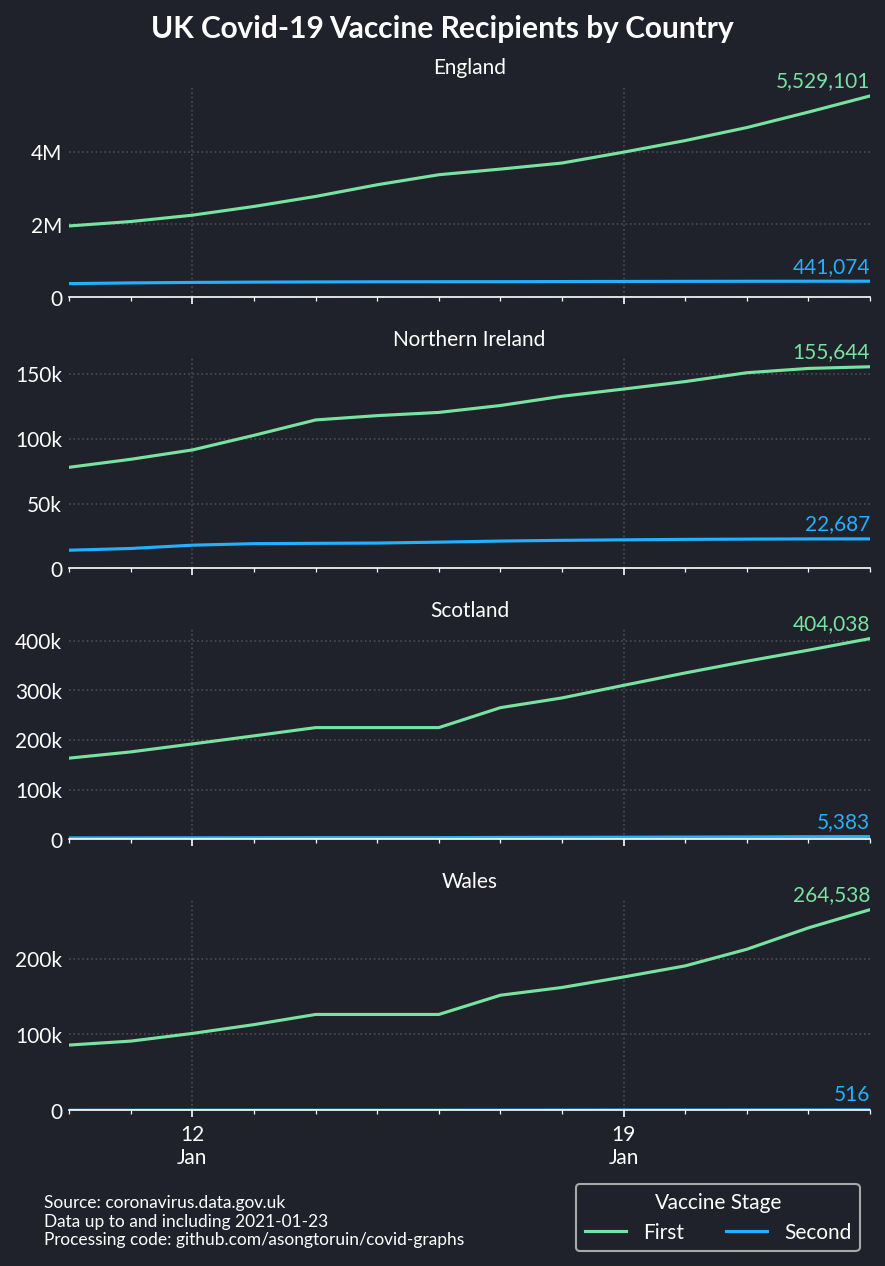 UK Covid-19 Vaccine Recipients by Country
England
5,529,101
4M
2M
441,074
0
Northern Ireland
155,644
150k
100k
50k
22,687
0
Scotland
404,038
400k
300k
200k
100k
5,383
0
Wales
264,538
200k
100k
516
0
12 19
Jan Jan
Source: coronavirus.data.gov.uk
Data up to and including 2021-01-23
Processing code: github.com/asongtoruin/covid-graphs
Vaccine Stage
First Second